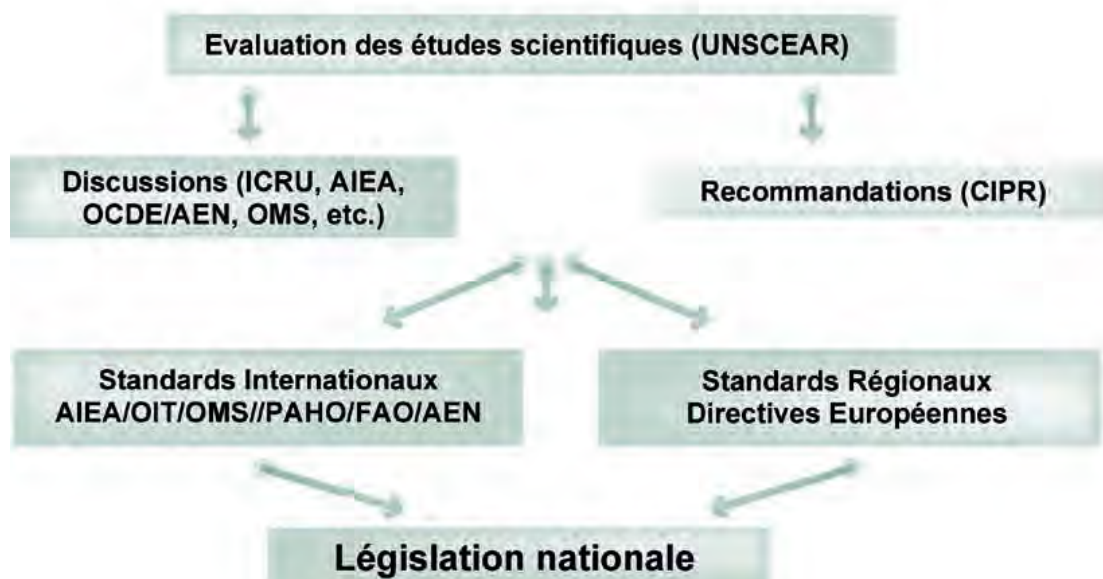 Evaluation des études scientifiques (UNSCEAR)
Discussions (ICRU, AIEA,
OCDE/AEN, OMS, etc.)
Recommandations (CIPR)
Standards Internationaux
AIEA/OIT/OMS//PAHO/FAO/AEN
Standards Régionaux
Directives Européennes
Législation nationale